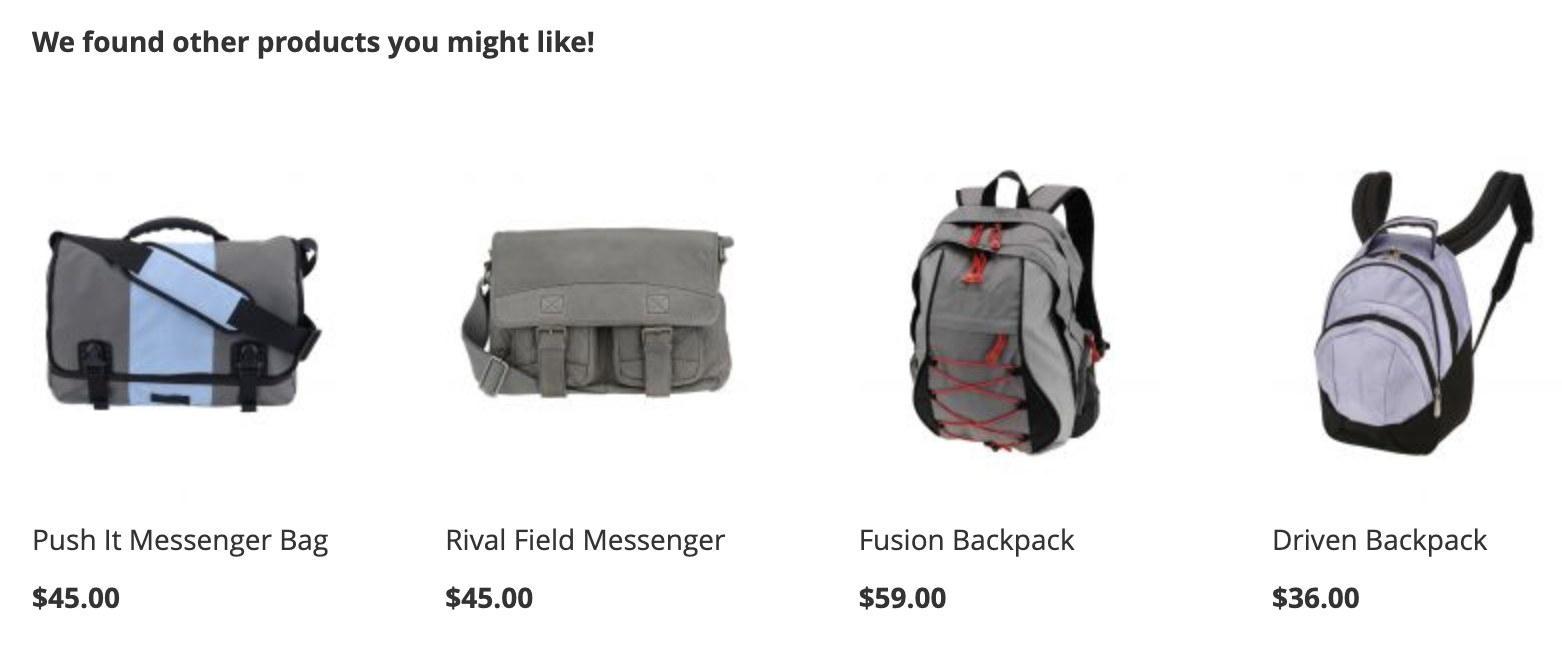 We found other products you might like!
Push It Messenger Bag
$45.00
Rival Field Messenger
$45.00
Fusion Backpack
$59.00
Driven Backpack
$36.00